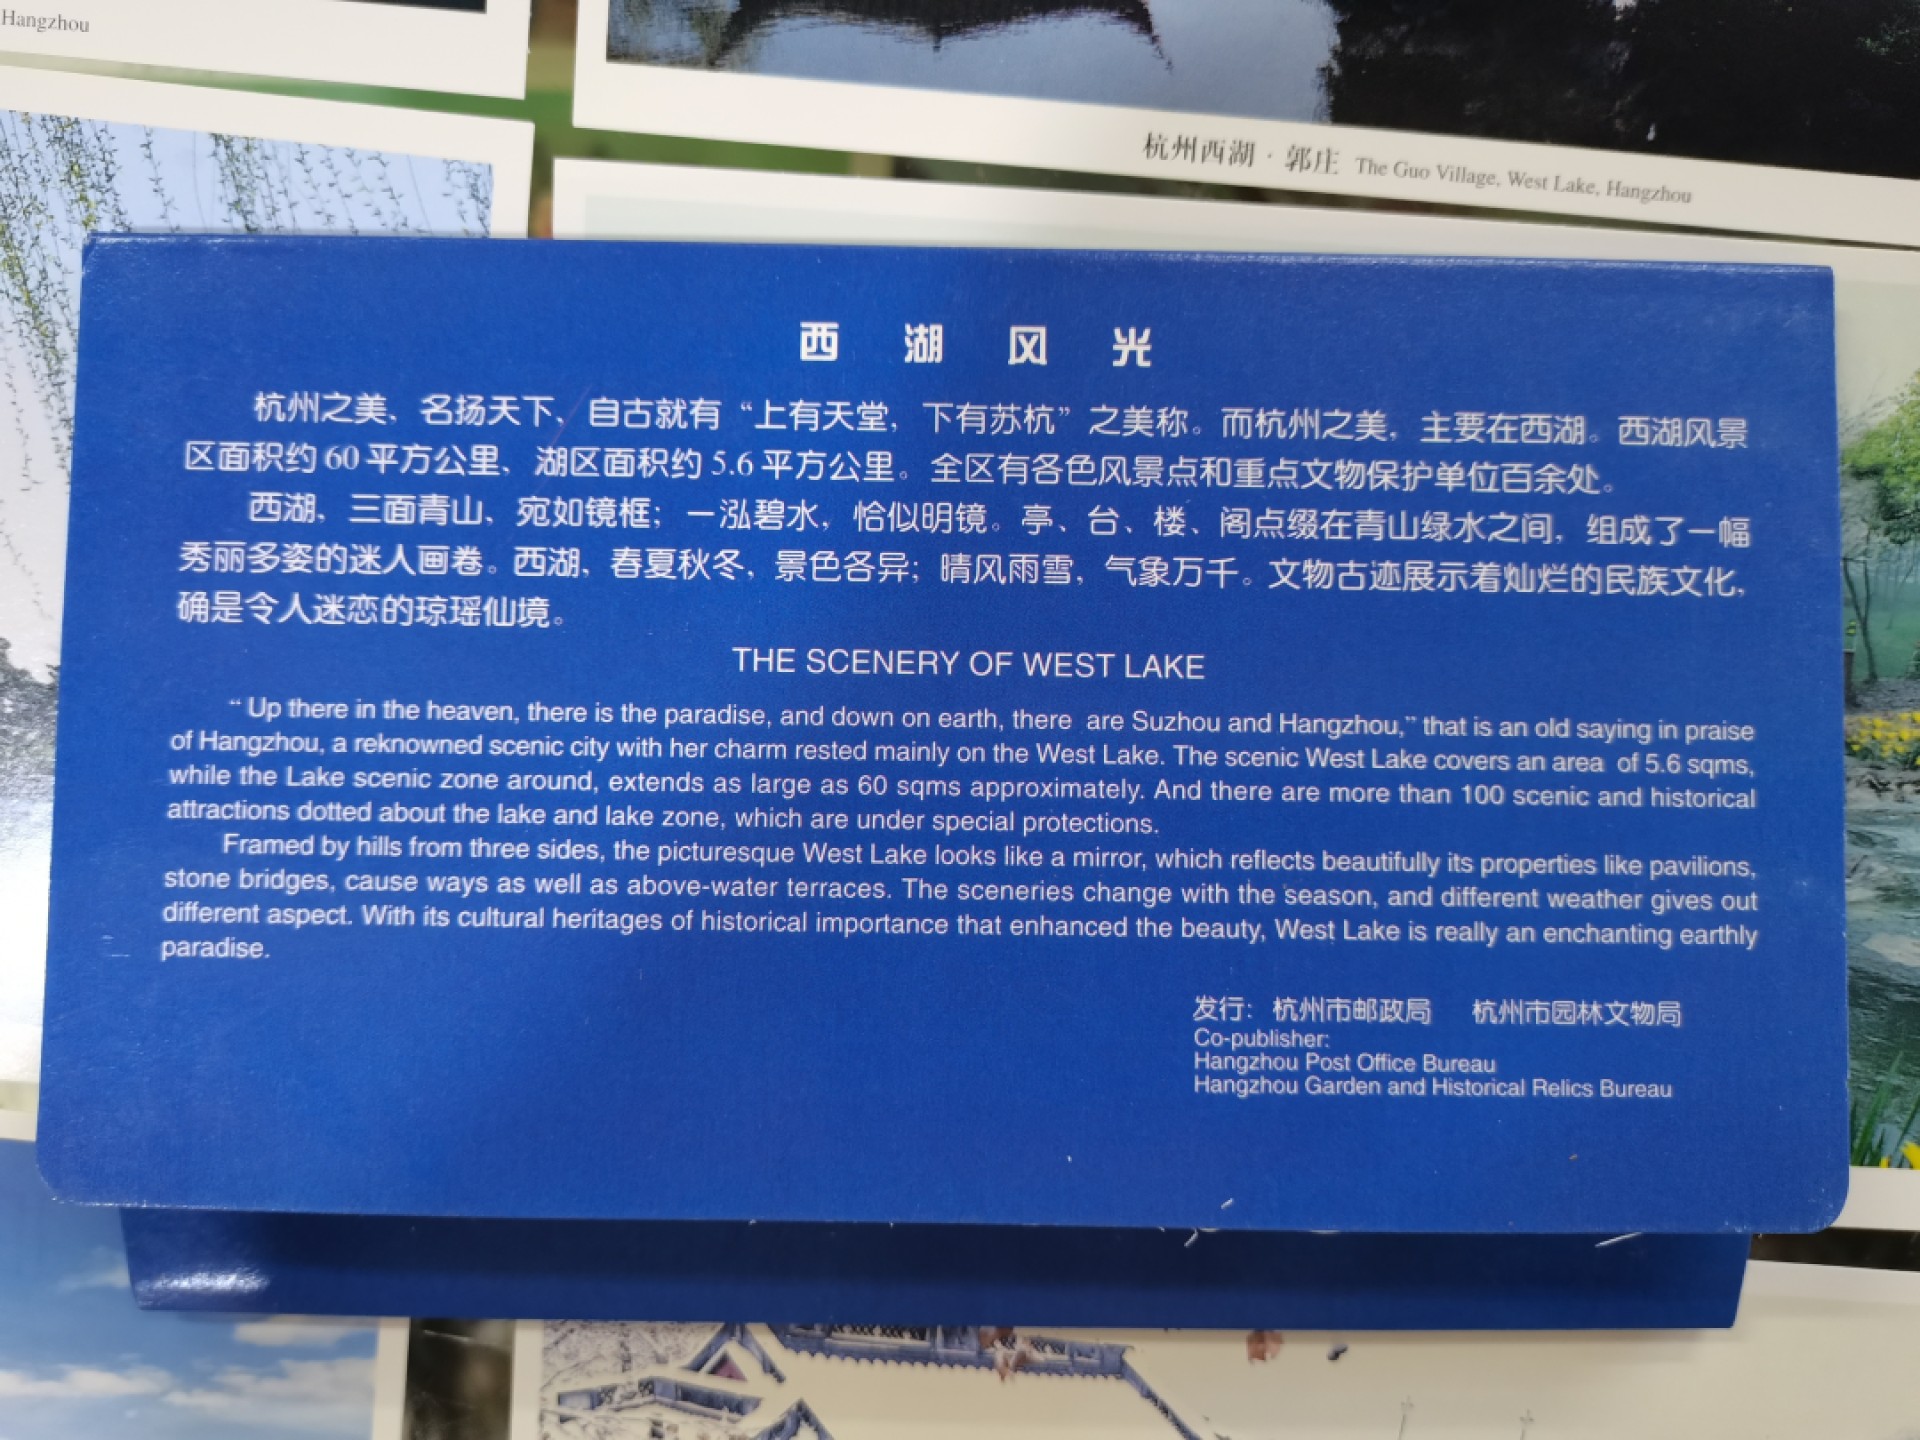 Hangzhou
杭州西湖·郭庄 The Guo Village, West Lake, Hangzhou
西湖风光
杭州之美，名扬天下，自古就有“上有天堂，下有苏杭”之美称。而杭州之美，主要在西湖。西湖风景
区面积约60平方公里，湖区面积约5.6平方公里。全区有各色风景点和重点文物保护单位百余处。
西湖，三面青山，宛如镜框；一泓碧水，恰似明镜。亭、台、楼、阁点缀在青山绿水之间，组成了一幅
秀丽多姿的迷人画卷。西湖，春夏秋冬，景色各异；晴风雨雪，气象万千。文物古迹展示着灿烂的民族文化，
确是令人迷恋的琼瑶仙境。
THE SCENERY OF WEST LAKE
“Up there in the heaven, there is the paradise, and down on earth, there are Suzhou and Hangzhou,” that is an old saying in praise
of Hangzhou, a reknowned scenic city with her charm rested mainly on the West Lake. The scenic West Lake covers an area of 5.6 sqms,
while the Lake scenic zone around, extends as large as 60 sqms approximately. And there are more than 100 scenic and historical
attractions dotted about the lake and lake zone, which are under special protections.
Framed by hills from three sides, the picturesque West Lake looks like a mirror, which reflects beautifully its properties like pavilions,
stone bridges, cause ways as well as above-water terraces. The sceneries change with the season, and different weather gives out
different aspect. With its cultural heritages of historical importance that enhanced the beauty, West Lake is really an enchanting earthly
paradise.
发行：杭州市邮政局 杭州市园林文物局
Co-publisher:
Hangzhou Post Office Bureau
Hangzhou Garden and Historical Relics Bureau